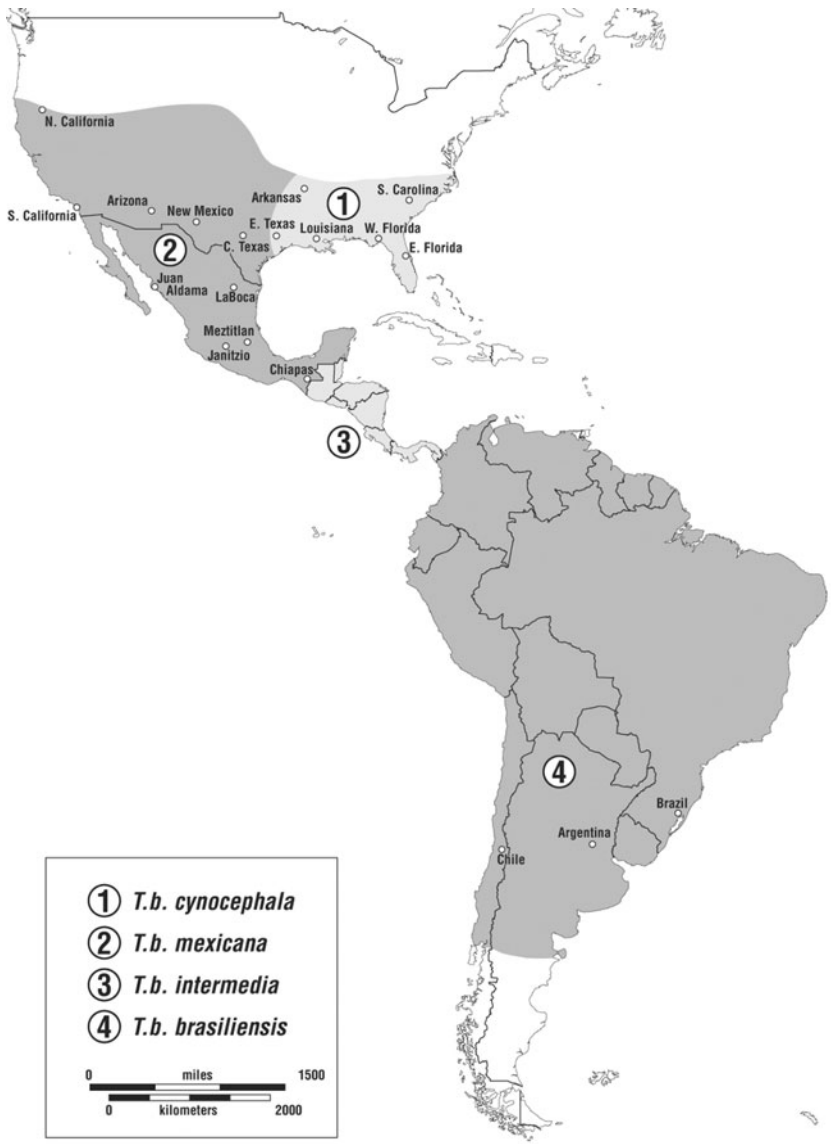 N. California
Arkansas
1
S. Carolina
Arizona
S. California
New Mexico
E. Texas
Louisiana
W. Florida
2
C. Texas
E. Florida
Juan
Aldama
LaBoca
Meztitlan
Janitzio
Chiapas
3
4
Brazil
Argentina
Chile
1 T.b. cynocephala
2 T.b. mexicana
3 T.b. intermedia
4 T.b. brasiliensis
0 miles 1500
0 kilometers 2000